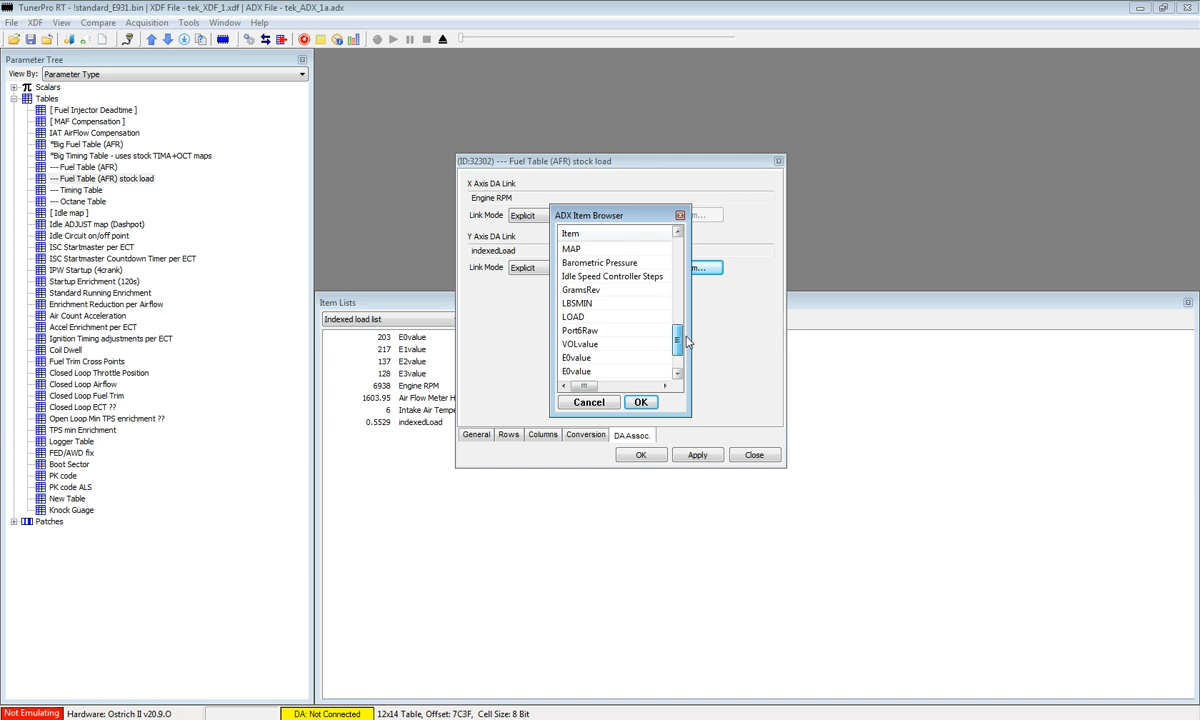 TunerPro RT - !standard_E931.bin | XDF File - tek_XDF_1.xdf | ADX File - tek_ADX_1a.adx
File XDF View Compare Acquisition Tools Window Help
Parameter Tree
View By: Parameter Type
Scalars
Tables
[ Fuel Injector Deadtime ]
[ MAF Compensation ]
IAT AirFlow Compensation
*Big Fuel Table (AFR)
*Big Timing Table - uses stock TIMA+OCT maps
--- Fuel Table (AFR)
--- Fuel Table (AFR) stock load
--- Timing Table
--- Octane Table
[ Idle map ]
Idle ADJUST map (Dashpot)
Idle Circuit on/off point
ISC Startmaster per ECT
ISC Startmaster Countdown Timer per ECT
IPW Startup (4crank)
Startup Enrichment (120s)
Standard Running Enrichment
Enrichment Reduction per Airflow
Air Count Acceleration
Accel Enrichment per ECT
Ignition Timing adjustments per ECT
Coil Dwell
Fuel Trim Cross Points
Closed Loop Throttle Position
Closed Loop Airflow
Closed Loop Fuel Trim
Closed Loop ECT ??
Open Loop Min TPS enrichment ??
TPS min Enrichment
Logger Table
FED/AWD fix
Boot Sector
PK code
PK code ALS
New Table
Knock Guage
Patches
Item Lists
Indexed load list
203 E0value
217 E1value
137 E2value
128 E3value
6938 Engine RPM
1603.95 Air Flow Meter H
6 Intake Air Tempe
0.5529 indexedLoad
(ID:32302) --- Fuel Table (AFR) stock load
X Axis DA Link
Engine RPM
Link Mode Explicit
m...
Y Axis DA Link
indexedLoad
Link Mode Explicit
m...
General Rows Columns Conversion DA Assoc.
OK Apply Close
ADX Item Browser
Item
MAP
Barometric Pressure
Idle Speed Controller Steps
GramsRev
LBSMIN
LOAD
Port6Raw
VOLvalue
E0value
E0value
Cancel OK
Not Emulating Hardware: Ostrich II v20.9.O DA: Not Connected 12x14 Table, Offset: 7C3F, Cell Size: 8 Bit